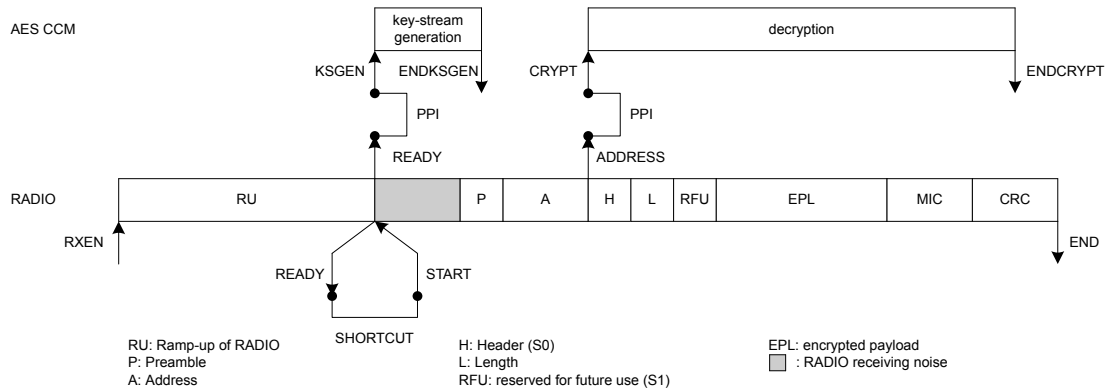 AES CCM
key-stream
generation
decryption
KSGEN
ENDKSGEN
CRYPT
ENDCRYPT
PPI
PPI
READY
ADDRESS
RADIO
RU
P
A
H
L
RFU
EPL
MIC
CRC
RXEN
END
READY
START
SHORTCUT
RU: Ramp-up of RADIO
P: Preamble
A: Address
H: Header (S0)
L: Length
RFU: reserved for future use (S1)
EPL: encrypted payload
: RADIO receiving noise